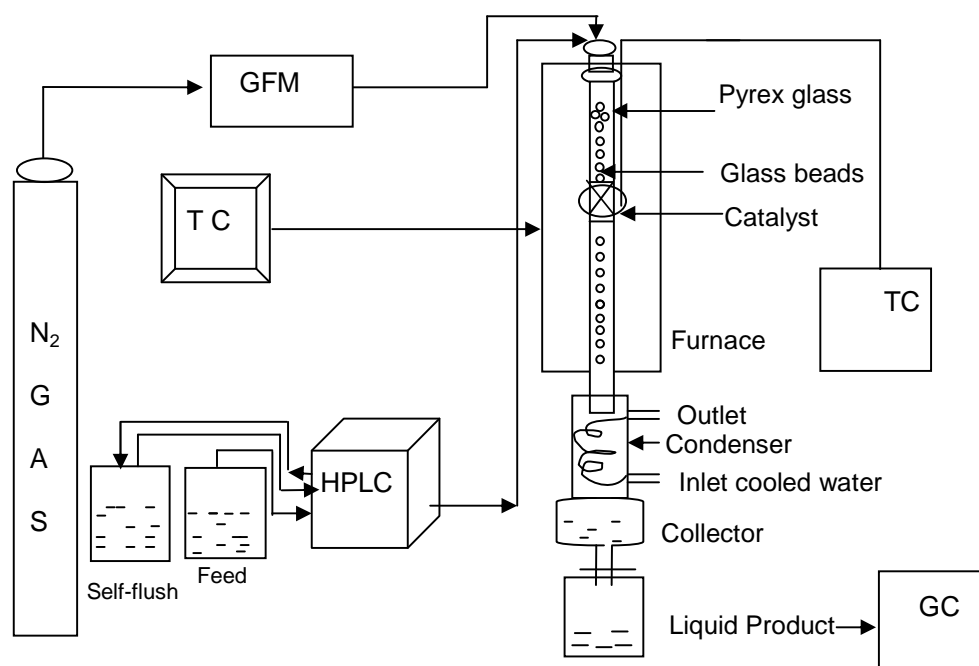 GFM
Pyrex glass
Glass beads
T C
Catalyst
TC
N₂
G
A
S
Furnace
Outlet
Condenser
HPLC
Inlet cooled water
Collector
Self-flush
Feed
Liquid Product
GC